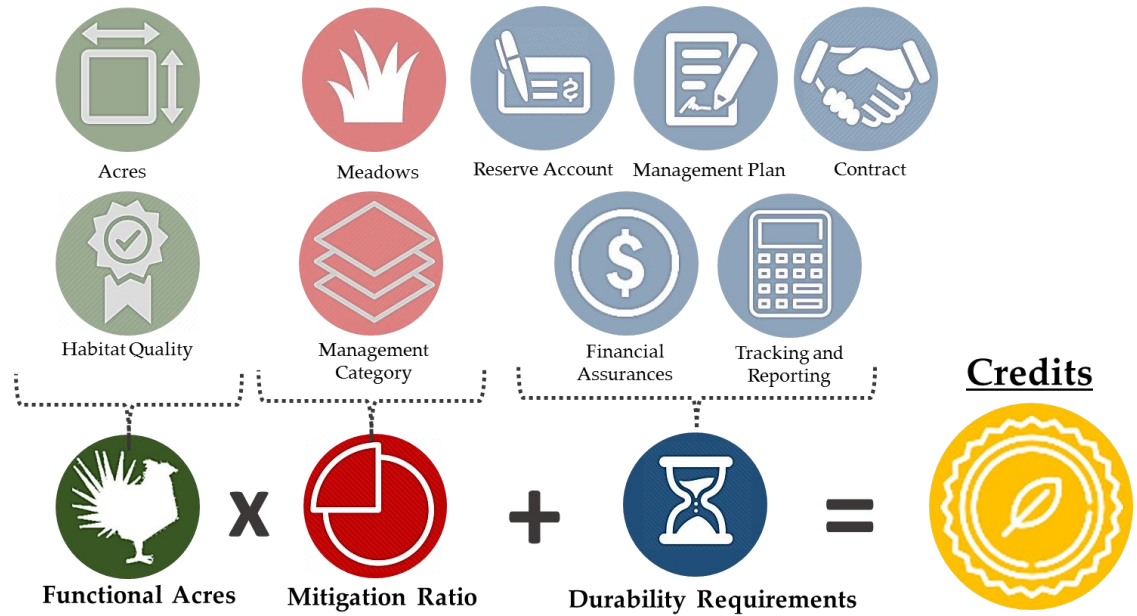 Acres
Meadows
Reserve Account
Management Plan
Contract
Habitat Quality
Management
Category
Financial
Assurances
Tracking and
Reporting
Credits
x + =
Functional Acres
Mitigation Ratio
Durability Requirements